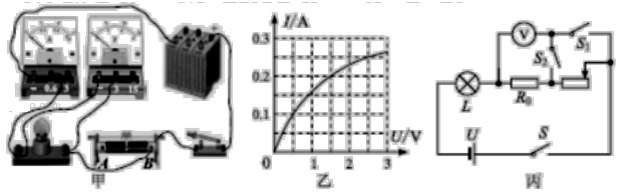 A
B
甲
I/A
0.3
0.2
0.1
0
1
2
3
U/V
乙
V
S₁
S₂
L
R₀
U
S
丙